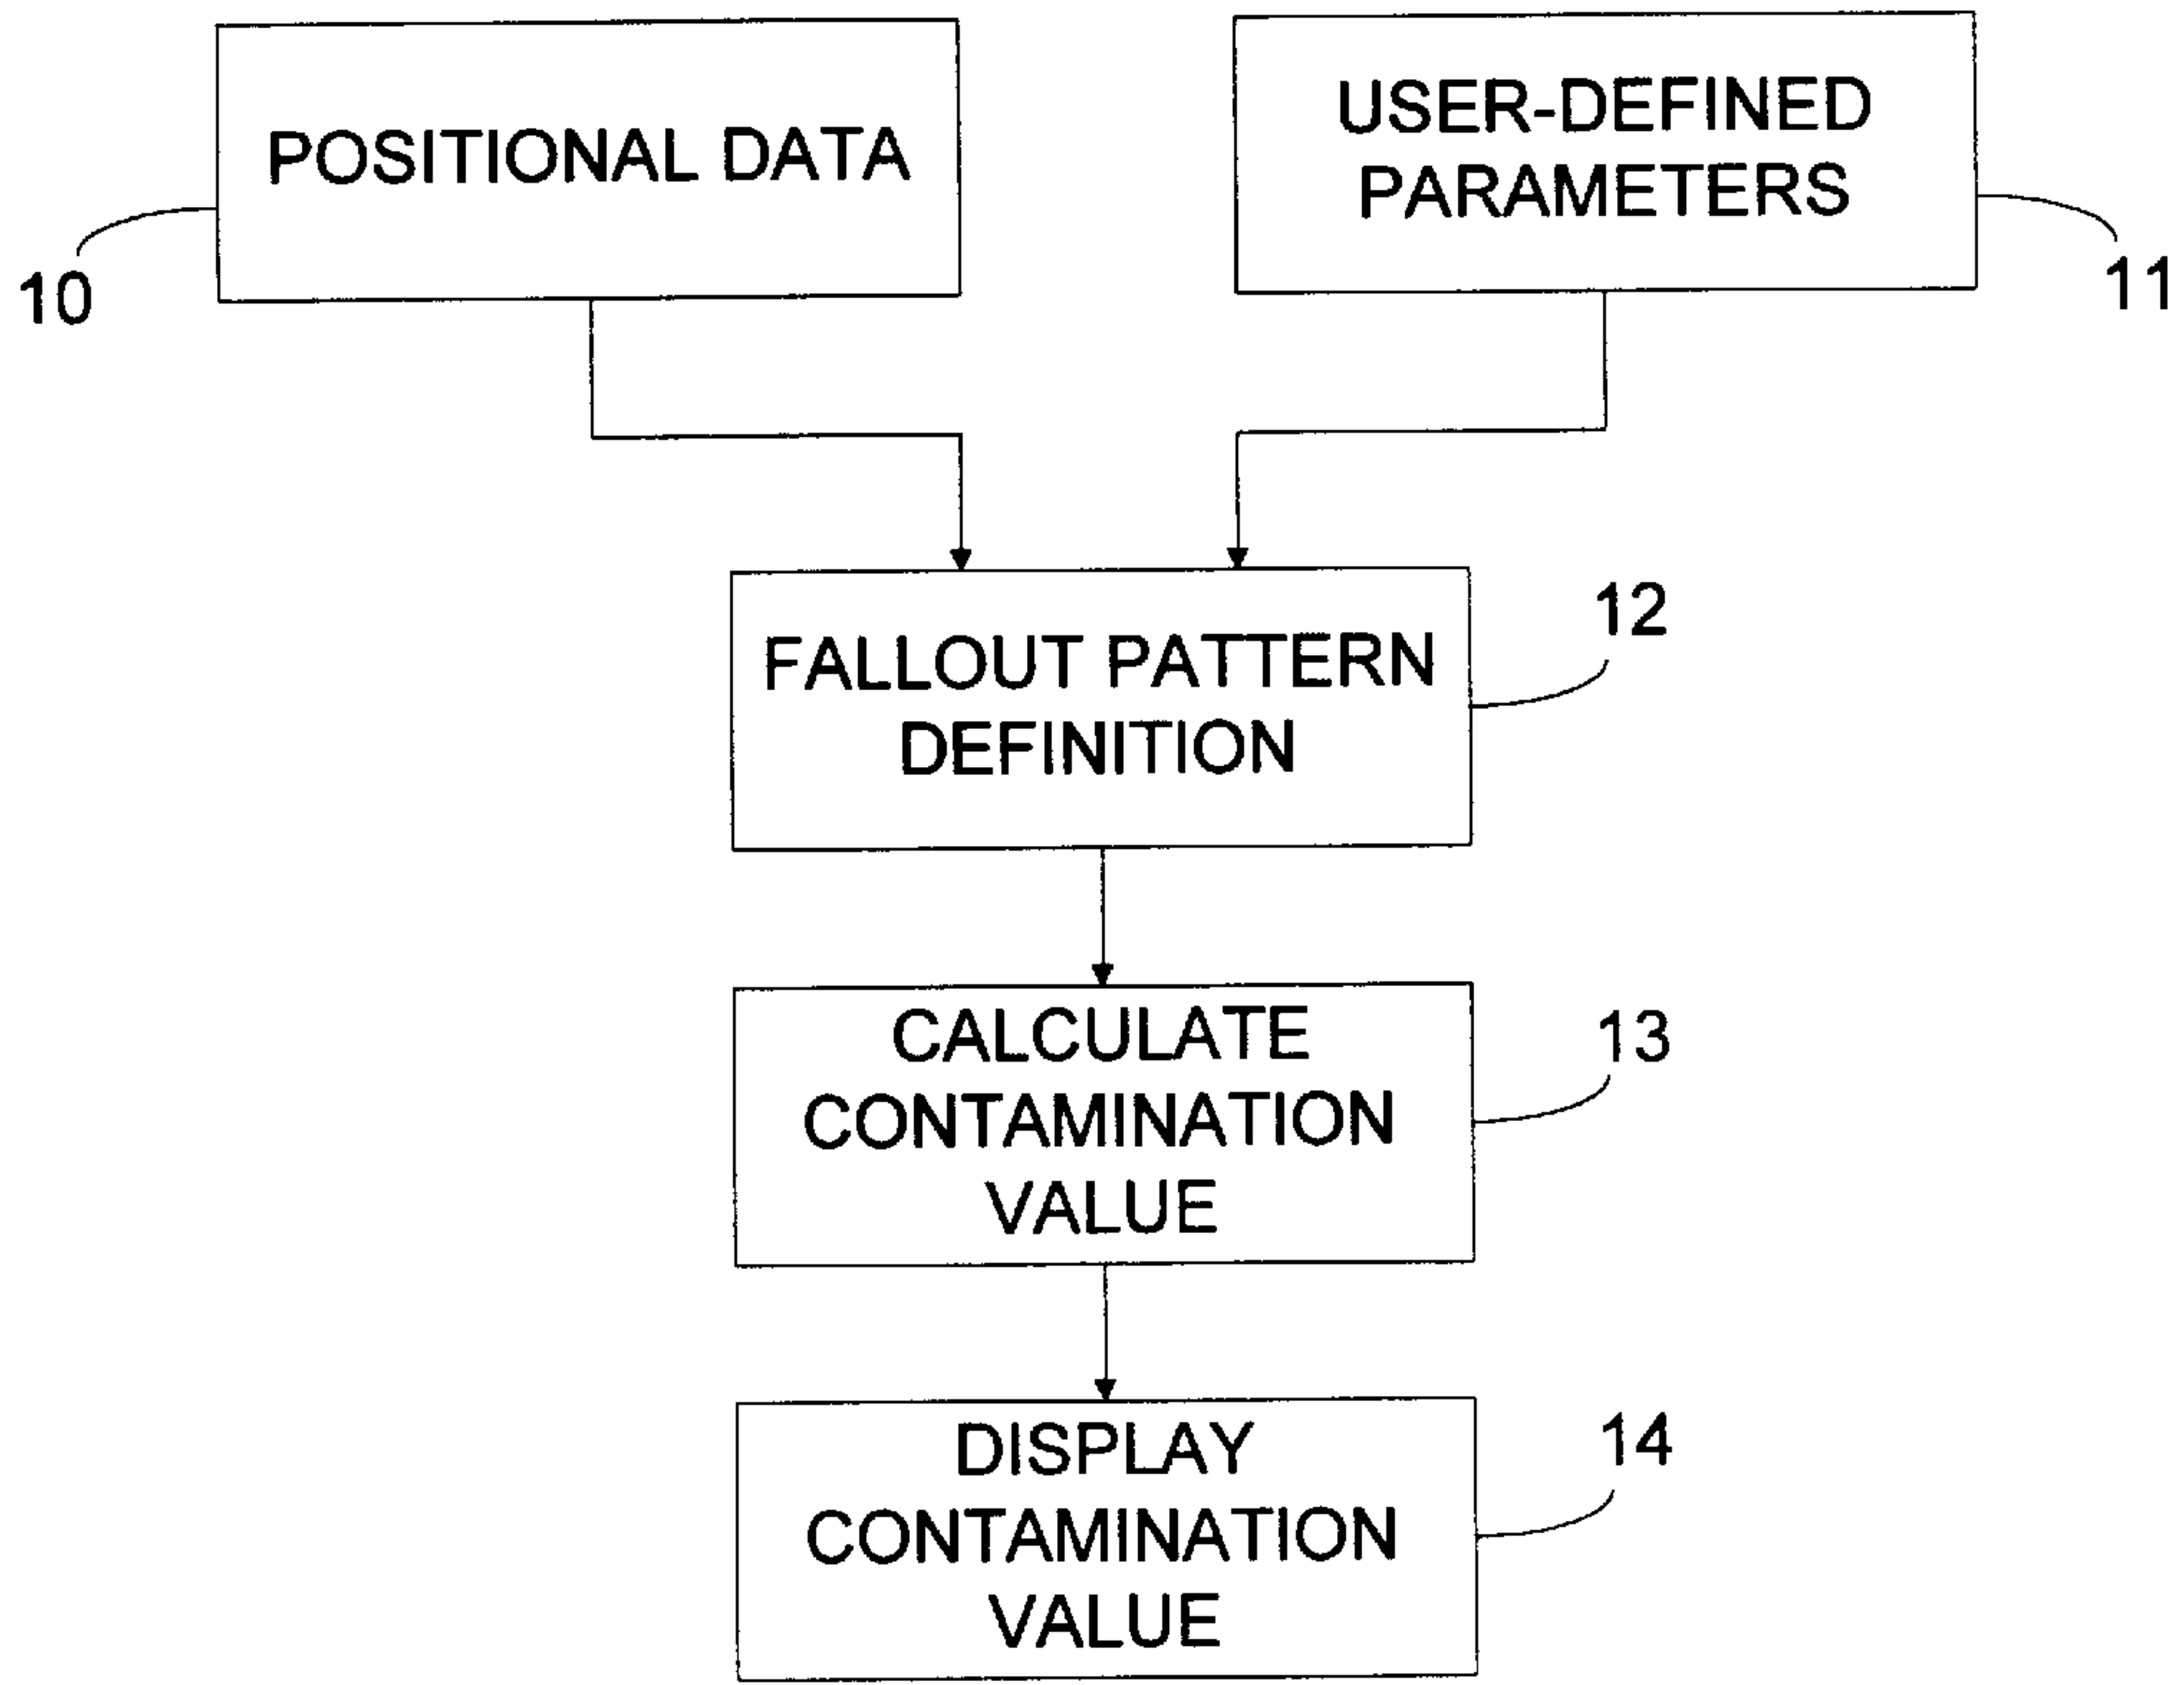 POSITIONAL DATA
10
USER-DEFINED
PARAMETERS
11
FALLOUT PATTERN
DEFINITION
12
CALCULATE
CONTAMINATION
VALUE
13
DISPLAY
CONTAMINATION
VALUE
14